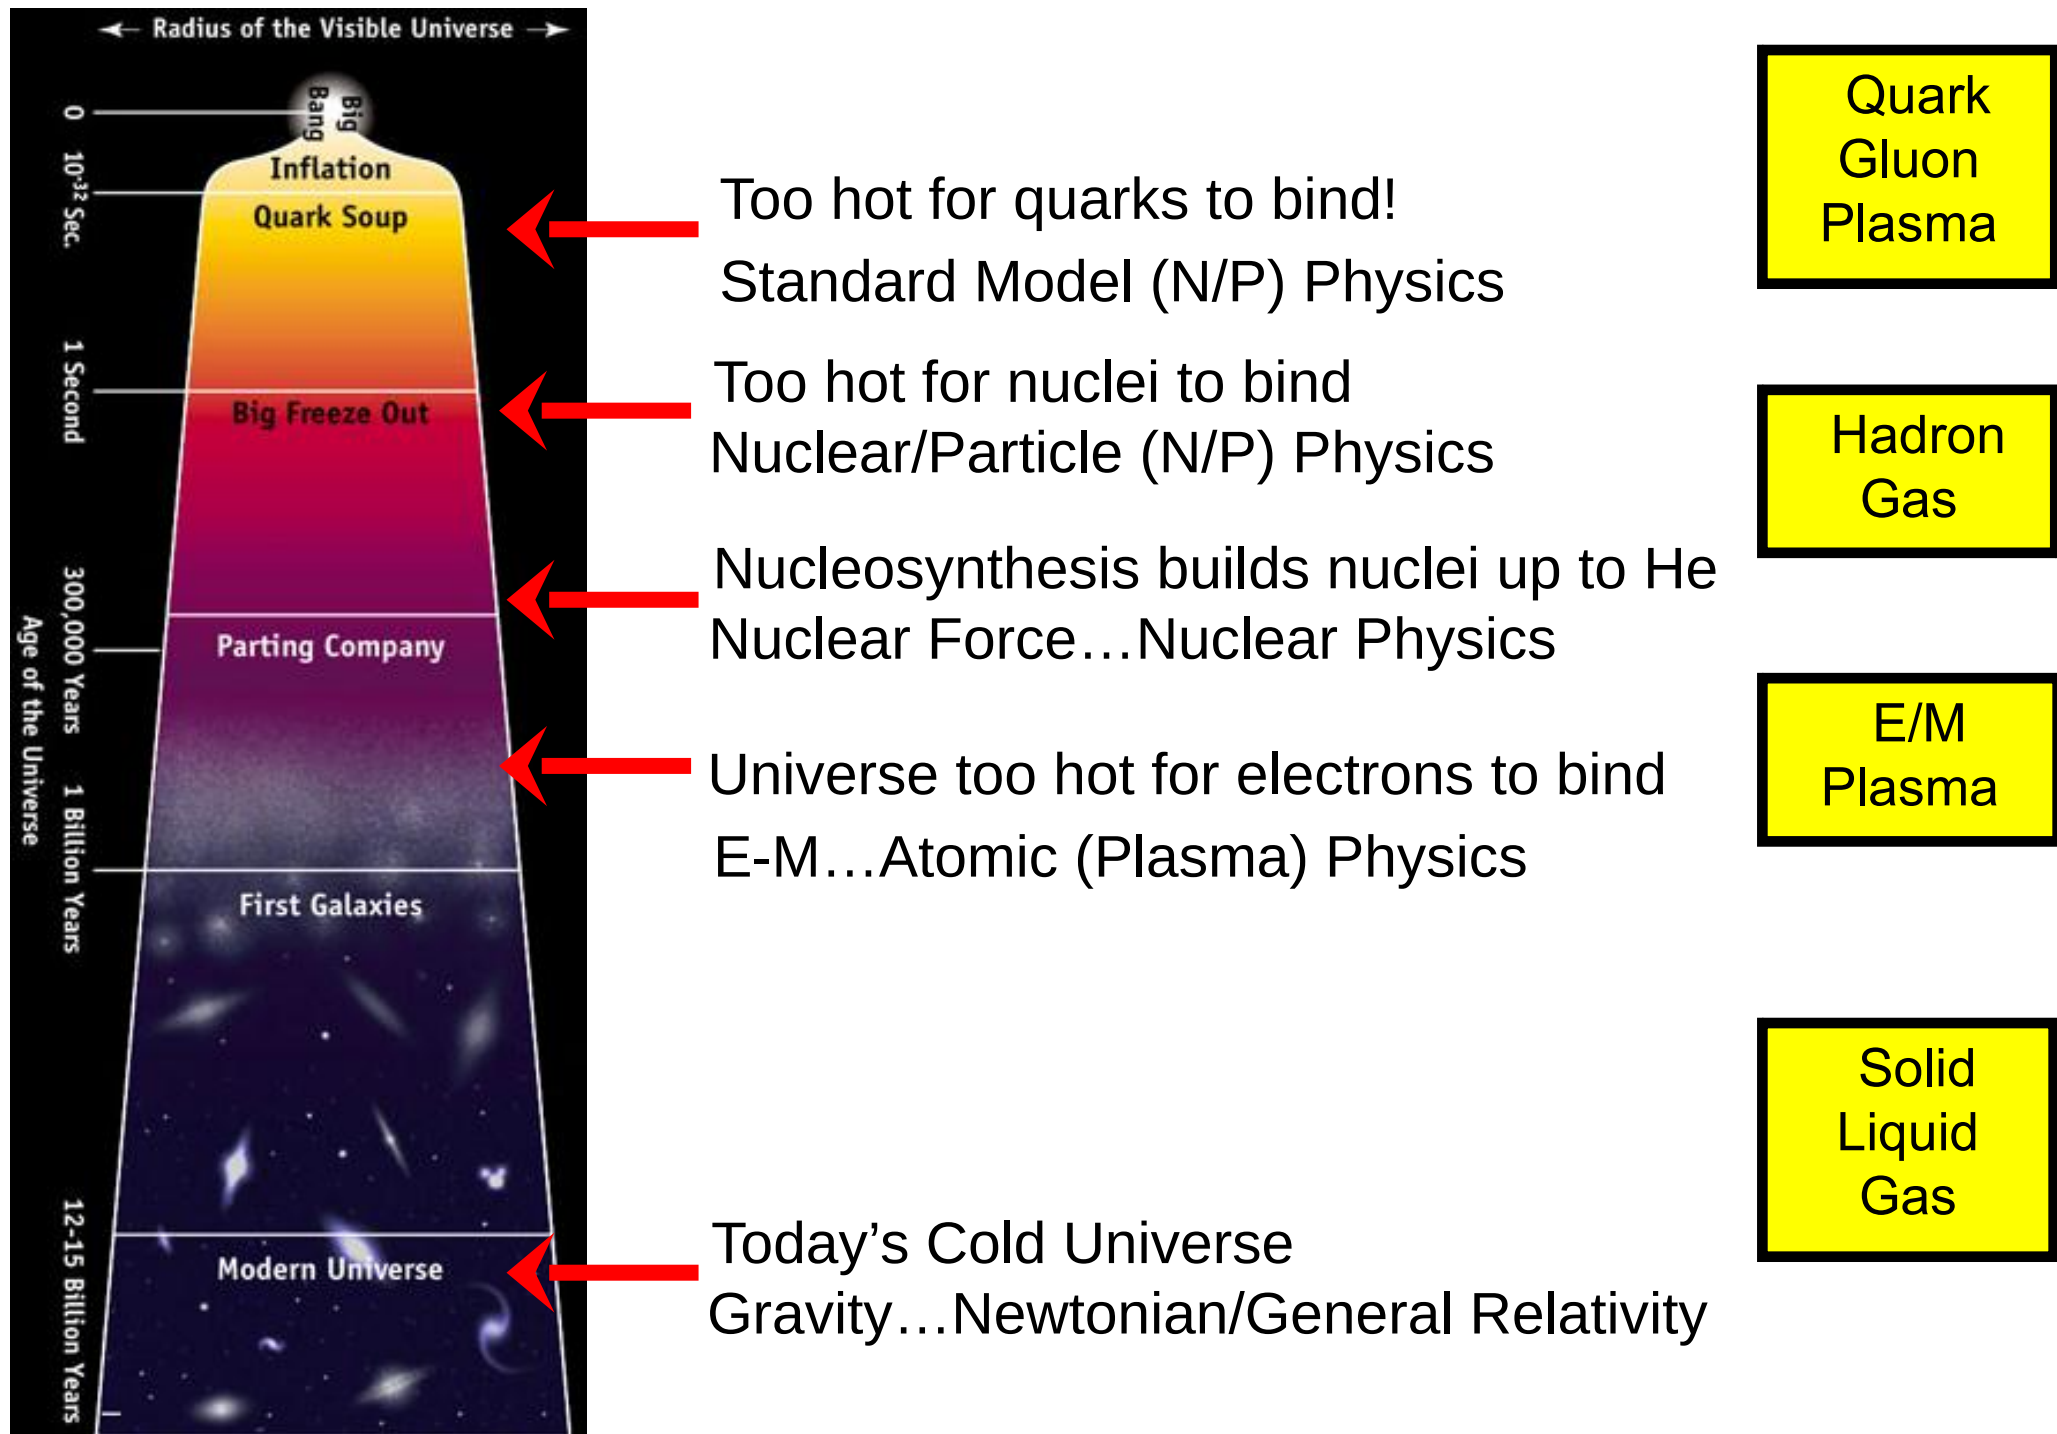 Radius of the Visible Universe
Big
Bang
Inflation
Quark Soup
Big Freeze Out
Parting Company
First Galaxies
Modern Universe
0
10-32 Sec.
1 Second
300,000 Years
1 Billion Years
12-15 Billion Years
Age of the Universe
Too hot for quarks to bind!
Standard Model (N/P) Physics
Too hot for nuclei to bind
Nuclear/Particle (N/P) Physics
Nucleosynthesis builds nuclei up to He
Nuclear Force…Nuclear Physics
Universe too hot for electrons to bind
E-M…Atomic (Plasma) Physics
Today’s Cold Universe
Gravity…Newtonian/General Relativity
Quark
Gluon
Plasma
Hadron
Gas
E/M
Plasma
Solid
Liquid
Gas